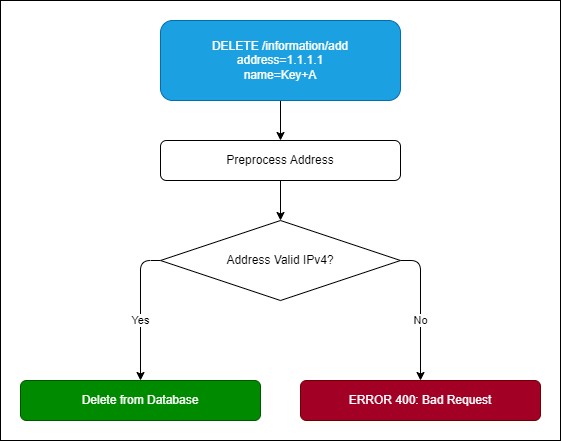 DELETE /information/add
address=1.1.1.1
name=Key+A
Preprocess Address
Address Valid IPv4?
Yes
No
Delete from Database
ERROR 400: Bad Request